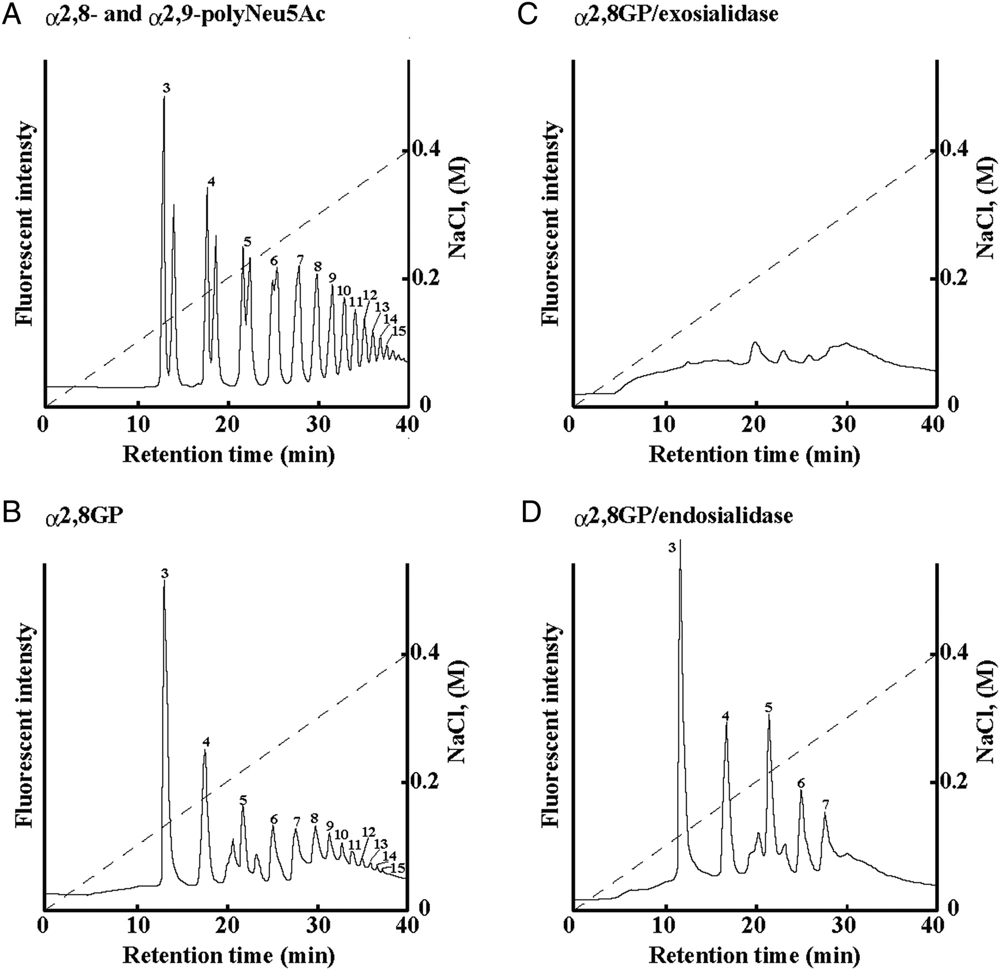 A α2,8- and α2,9-polyNeu5Ac
Fluorescent intensty
3
4
5
6
7
8
9
10
11
12
13
14
15
0.4
0.2
0
NaCl, (M)
0 10 20 30 40
Retention time (min)
B α2,8GP
Fluorescent intensty
3
4
5
6
7
8
9
10
11
12
13
14
15
0.4
0.2
0
NaCl, (M)
0 10 20 30 40
Retention time (min)
C α2,8GP/exosialidase
Fluorescent intensty
0.4
0.2
0
NaCl, (M)
0 10 20 30 40
Retention time (min)
D α2,8GP/endosialidase
Fluorescent intensty
3
4
5
6
7
0.4
0.2
0
NaCl, (M)
0 10 20 30 40
Retention time (min)